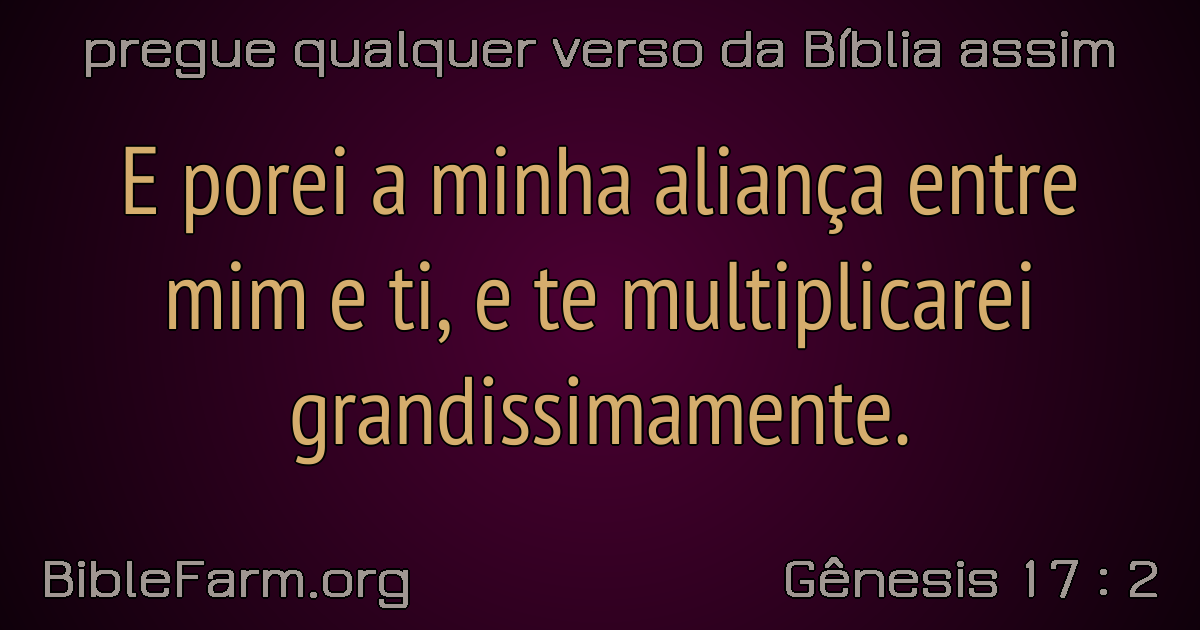 pregue qualquer verso da Bíblia assim
E porei a minha aliança entre
mim e ti, e te multiplicarei
grandissimamente.
BibleFarm.org
Gênesis 17 : 2